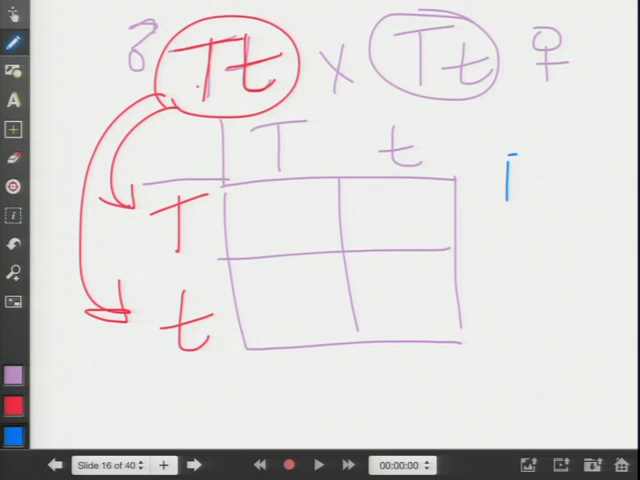 ♂ Tt x Tt ♀
T t
T
t
A
i
Slide 16 of 40 +
00:00:00